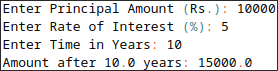 Enter Principal Amount (Rs.): 10000
Enter Rate of Interest (%): 5
Enter Time in Years: 10
Amount after 10.0 years: 15000.0